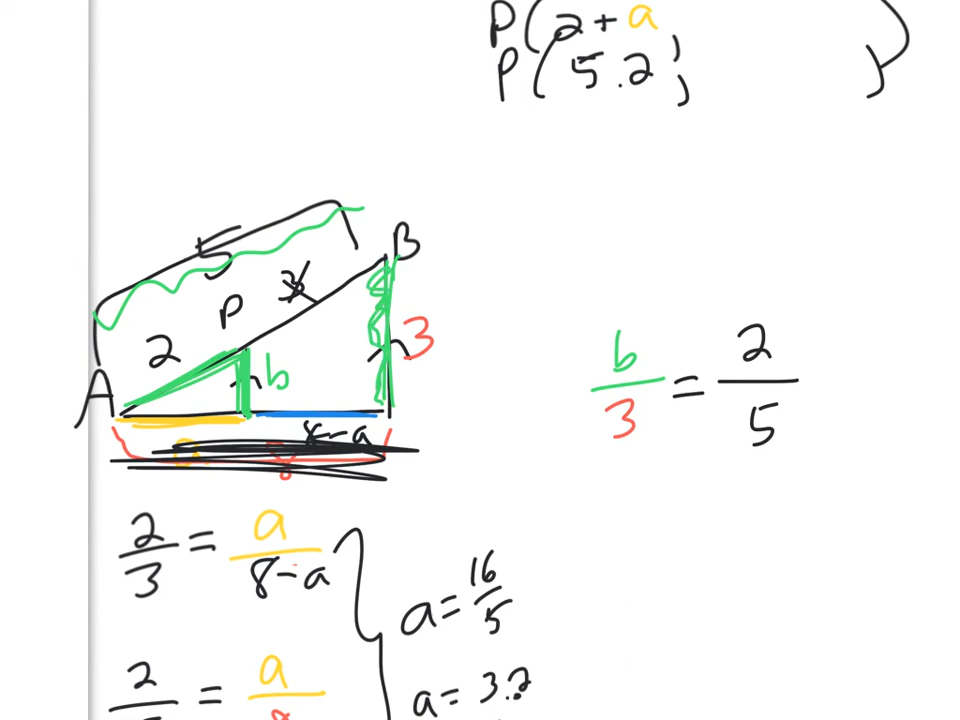 P(2 + a
P( 5.2 ; )
5
B
3
P
2
3
b
A
8-a
b/3 = 2/5
2/3 = a/8-a
a = 16/5
2 = a
a = 3.2